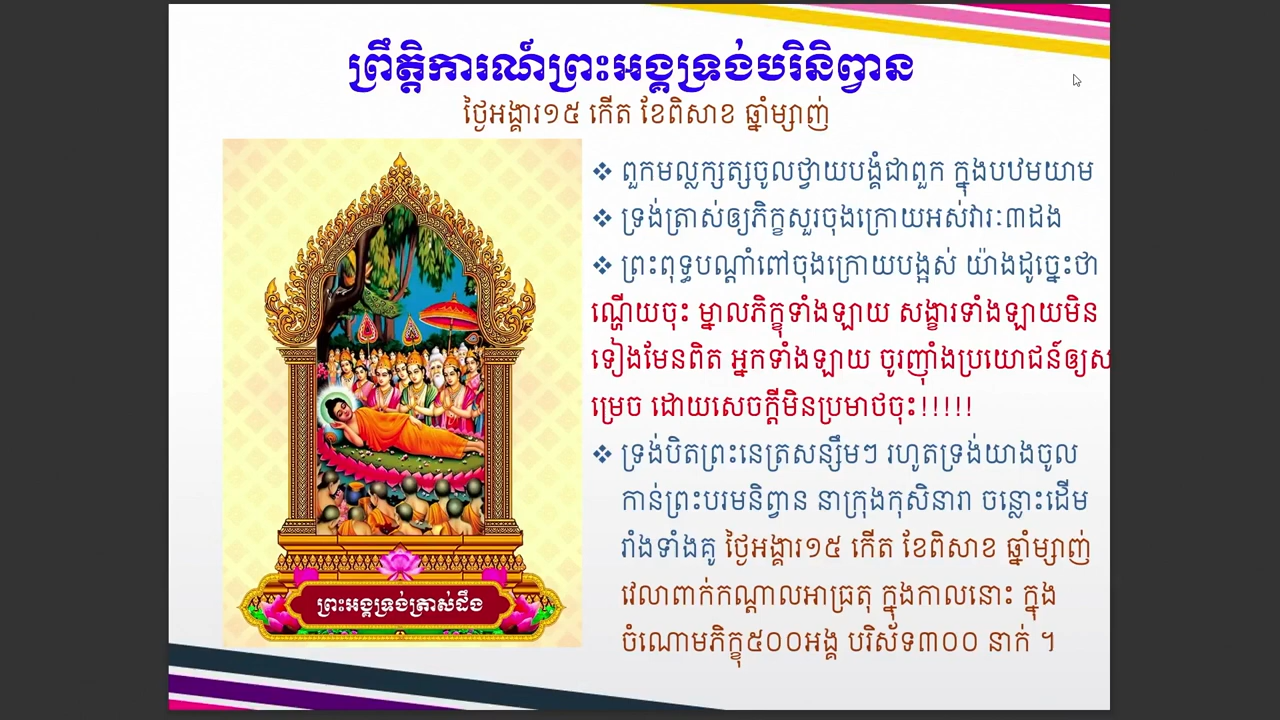 ព្រឹត្តិការណ៍ព្រះអង្គទ្រង់បរិនិព្វាន
ថ្ងៃអង្គារ១៥ កើត ខែពិសាខ ឆ្នាំម្សាញ់
❖ ពួកមល្លក្សត្សចូលថ្វាយបង្គំជាពួក ក្នុងបឋមយាម
❖ ទ្រង់ត្រាស់ឲ្យភិក្ខសួរចុងក្រោយអស់វារៈ៣ដង
❖ ព្រះពុទ្ធបណ្តាំពៅចុងក្រោយបង្អស់ យ៉ាងដូច្នេះថា
ណ្ហើយចុះ ម្នាលភិក្ខុទាំងឡាយ សង្ខារទាំងឡាយមិន
ទៀងមែនពិត អ្នកទាំងឡាយ ចូរញ៉ាំងប្រយោជន៍ឲ្យស
ម្រេច ដោយសេចក្តីមិនប្រមាថចុះ!!!!!
❖ ទ្រង់បិតព្រះនេត្រសន្សឹមៗ រហូតទ្រង់យាងចូល
កាន់ព្រះបរមនិព្វាន នាក្រុងកុសិនារា ចន្លោះដើម
រាំងទាំងគូ ថ្ងៃអង្គារ១៥ កើត ខែពិសាខ ឆ្នាំម្សាញ់
វេលាពាក់កណ្តាលអាធ្រតុ ក្នុងកាលនោះ ក្នុង
ចំណោមភិក្ខុ៥០០អង្គ បរិស័ទ៣០០ នាក់ ។
ព្រះអង្គទ្រង់ត្រាស់ដឹង